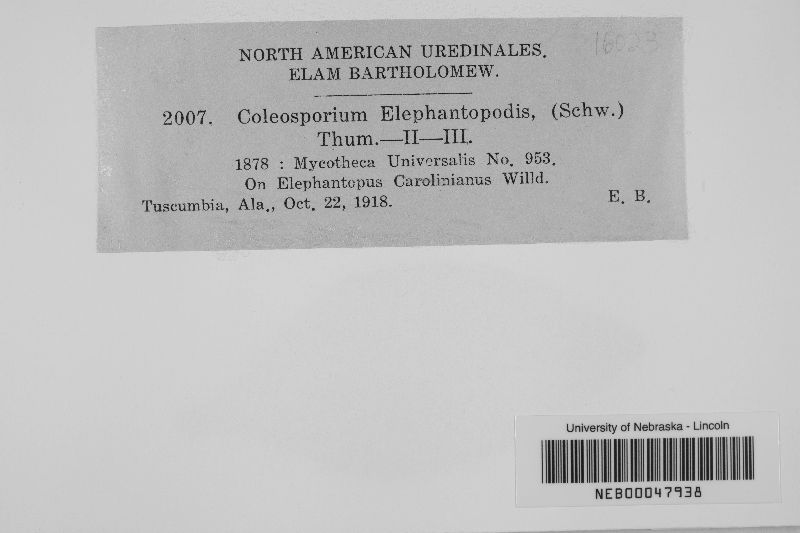 16023
NORTH AMERICAN UREDINALES.
ELAM BARTHOLOMEW.
2007. Coleosporium Elephantopodis, (Schw.)
Thum.—II—III.
1878 : Mycotheca Universalis No. 953.
On Elephantopus Carolinianus Willd.
Tuscumbia, Ala., Oct. 22, 1918. E. B.
University of Nebraska - Lincoln
NEB00047938